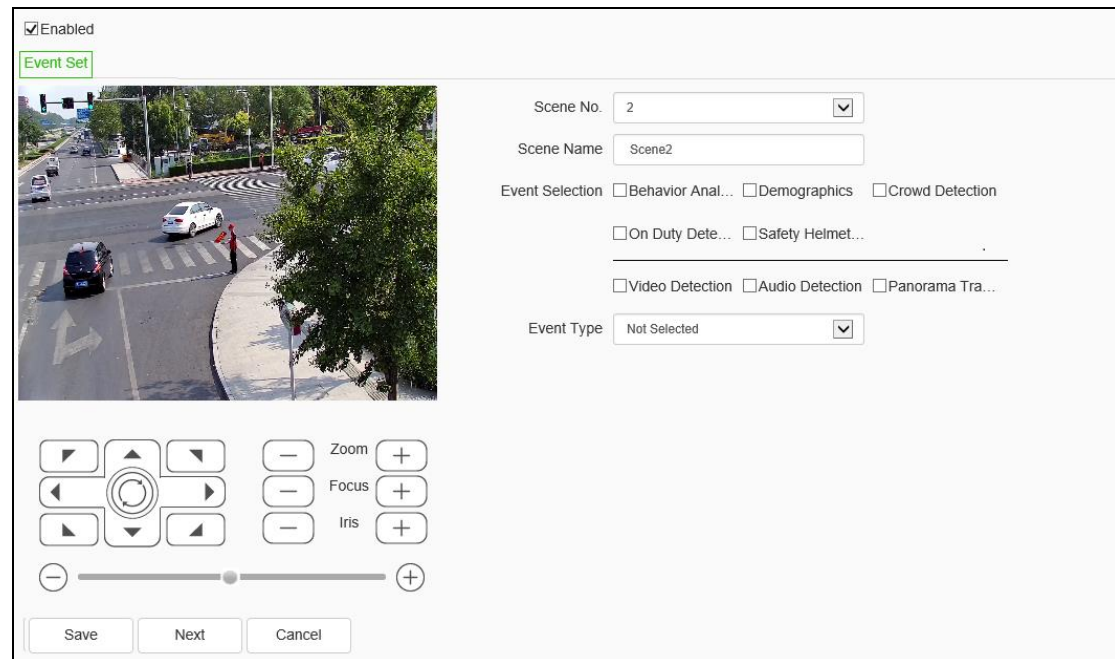 Enabled
Event Set
Scene No. 2
Scene Name Scene2
Event Selection Behavior Anal... Demographics Crowd Detection
On Duty Dete... Safety Helmet...
Video Detection Audio Detection Panorama Tra...
Event Type Not Selected
Zoom
Focus
Iris
Save Next Cancel